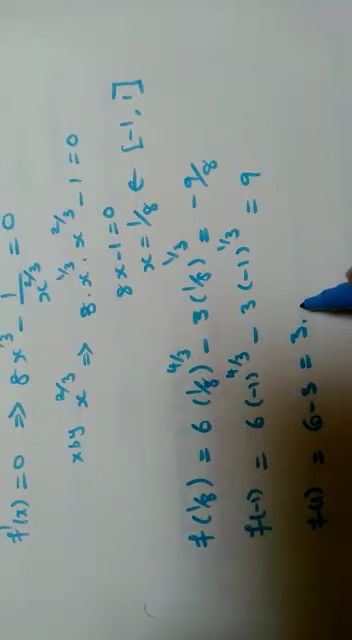 f'(x) = 0 ⇒ 8x^1/3 - 1/x^2/3 = 0
x by x^2/3 ⇒ 8.x^1/3.x^2/3 - 1 = 0
8x-1=0
x = 1/8 ∈ [-1, 1]
f(1/8) = 6(1/8)^4/3 - 3(1/8)^1/3 = -9/8
f(-1) = 6(-1)^4/3 - 3(-1)^1/3 = 9
f(1) = 6-3 = 3.